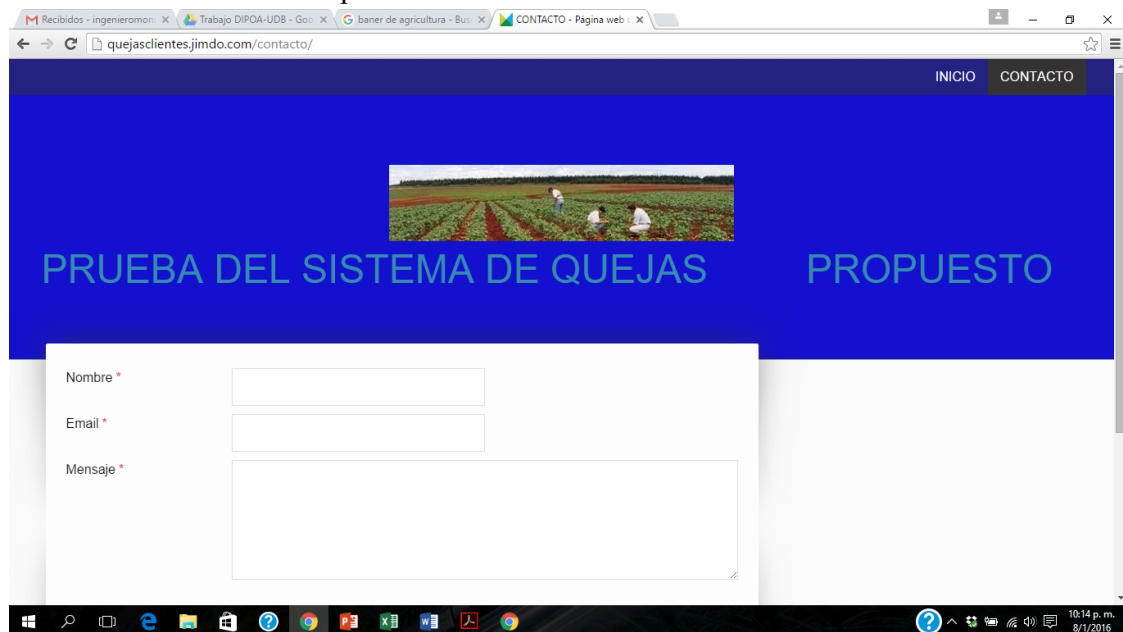 Recibidos - ingenieromon
Trabajo DIPOA-UDB - Goo
baner de agricultura - Bus
CONTACTO - Página web
quejasclientes.jimdo.com/contacto/
INICIO CONTACTO
PRUEBA DEL SISTEMA DE QUEJAS PROPUESTO
Nombre *
Email *
Mensaje *
10:14 p. m.
8/1/2016